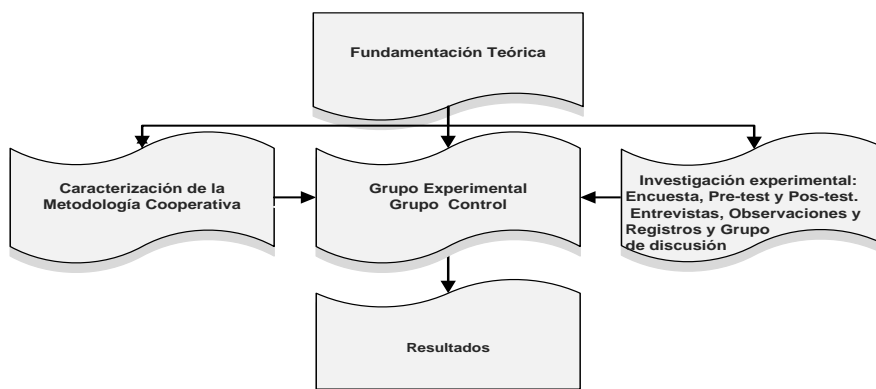 Fundamentación Teórica
Caracterización de la
Metodología Cooperativa
Grupo Experimental
Grupo Control
Investigación experimental:
Encuesta, Pre-test y Pos-test.
Entrevistas, Observaciones y
Registros y Grupo
de discusión
Resultados